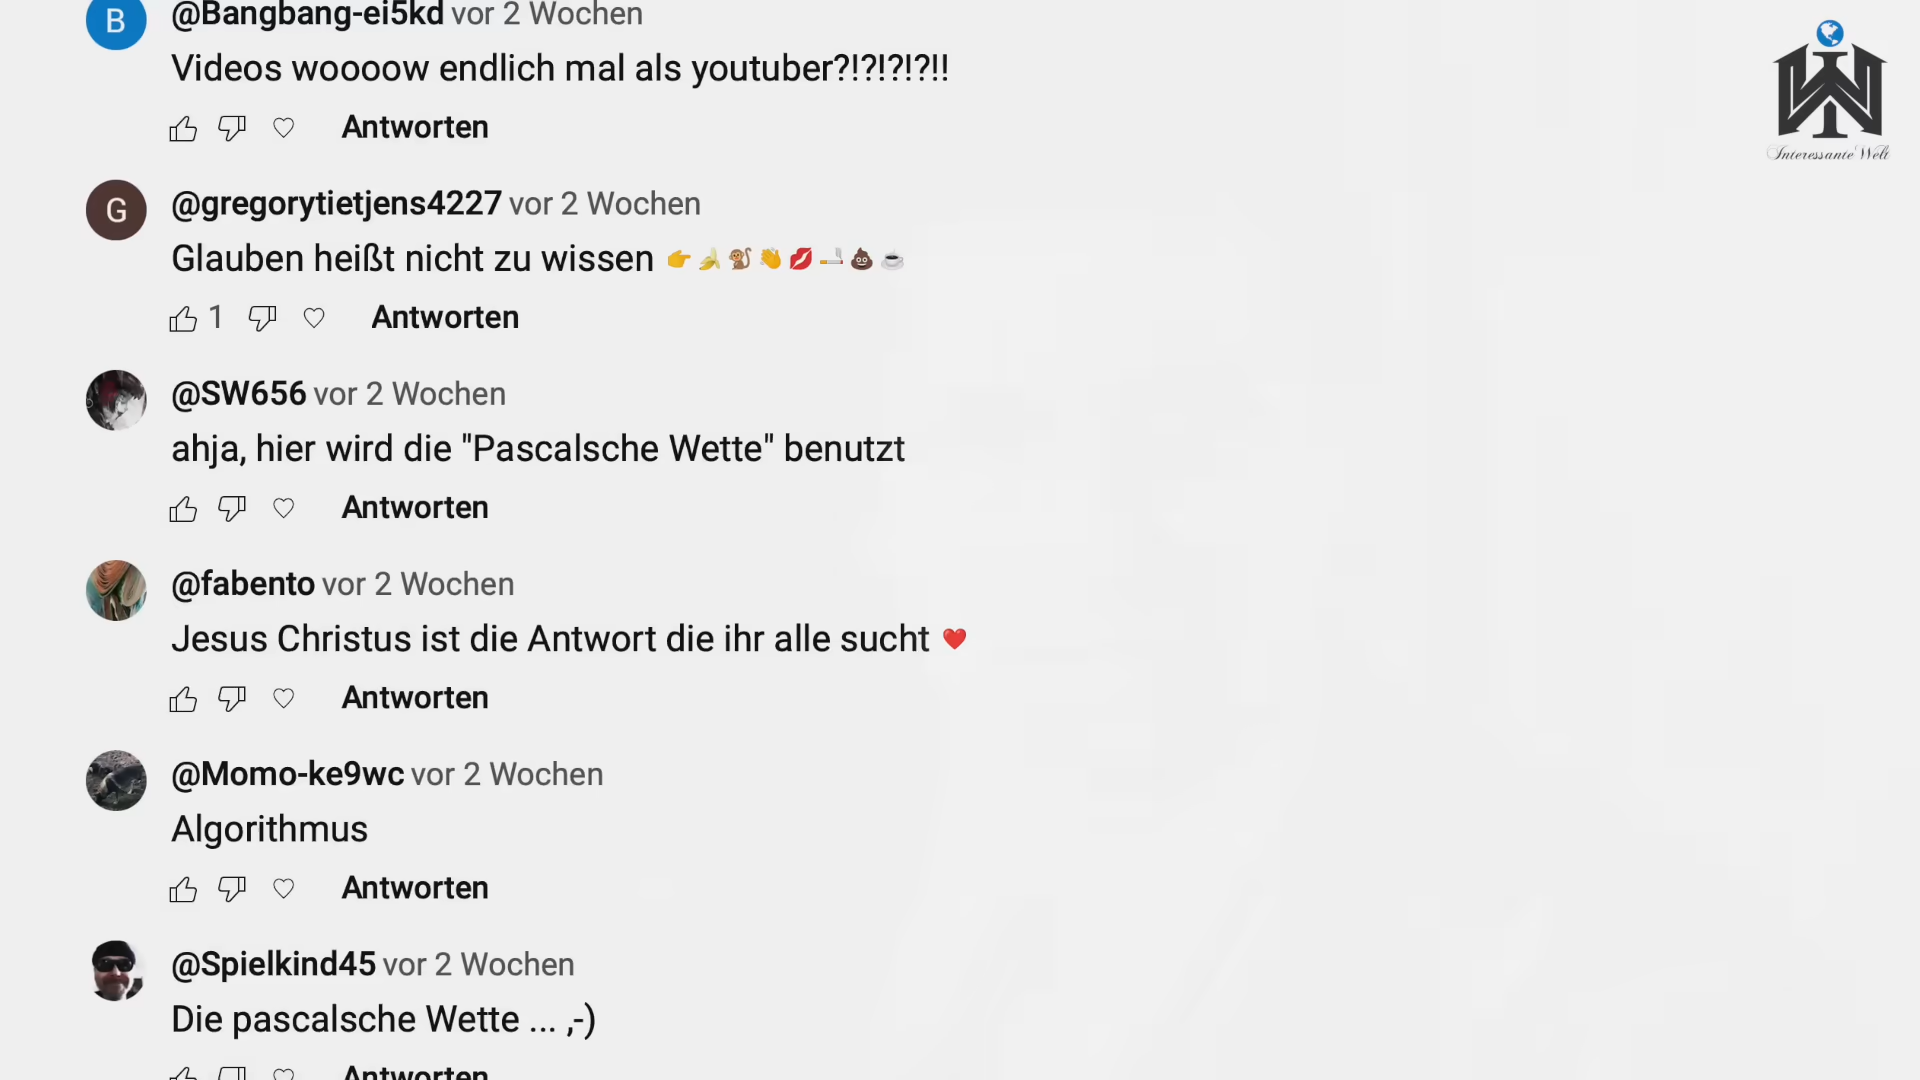 B
@Bangbang-ei5kd vor 2 Wochen
Videos woooow endlich mal als youtuber?!?!?!?!!
Antworten
Interessante Welt
G
@gregorytietjens4227 vor 2 Wochen
Glauben heißt nicht zu wissen 👉🍌🐒👏💋🚬💩☕
1 Antworten
@SW656 vor 2 Wochen
ahja, hier wird die "Pascalsche Wette" benutzt
Antworten
@fabento vor 2 Wochen
Jesus Christus ist die Antwort die ihr alle sucht ❤️
Antworten
@Momo-ke9wc vor 2 Wochen
Algorithmus
Antworten
@Spielkind45 vor 2 Wochen
Die pascalsche Wette ... ,-)
Antworten